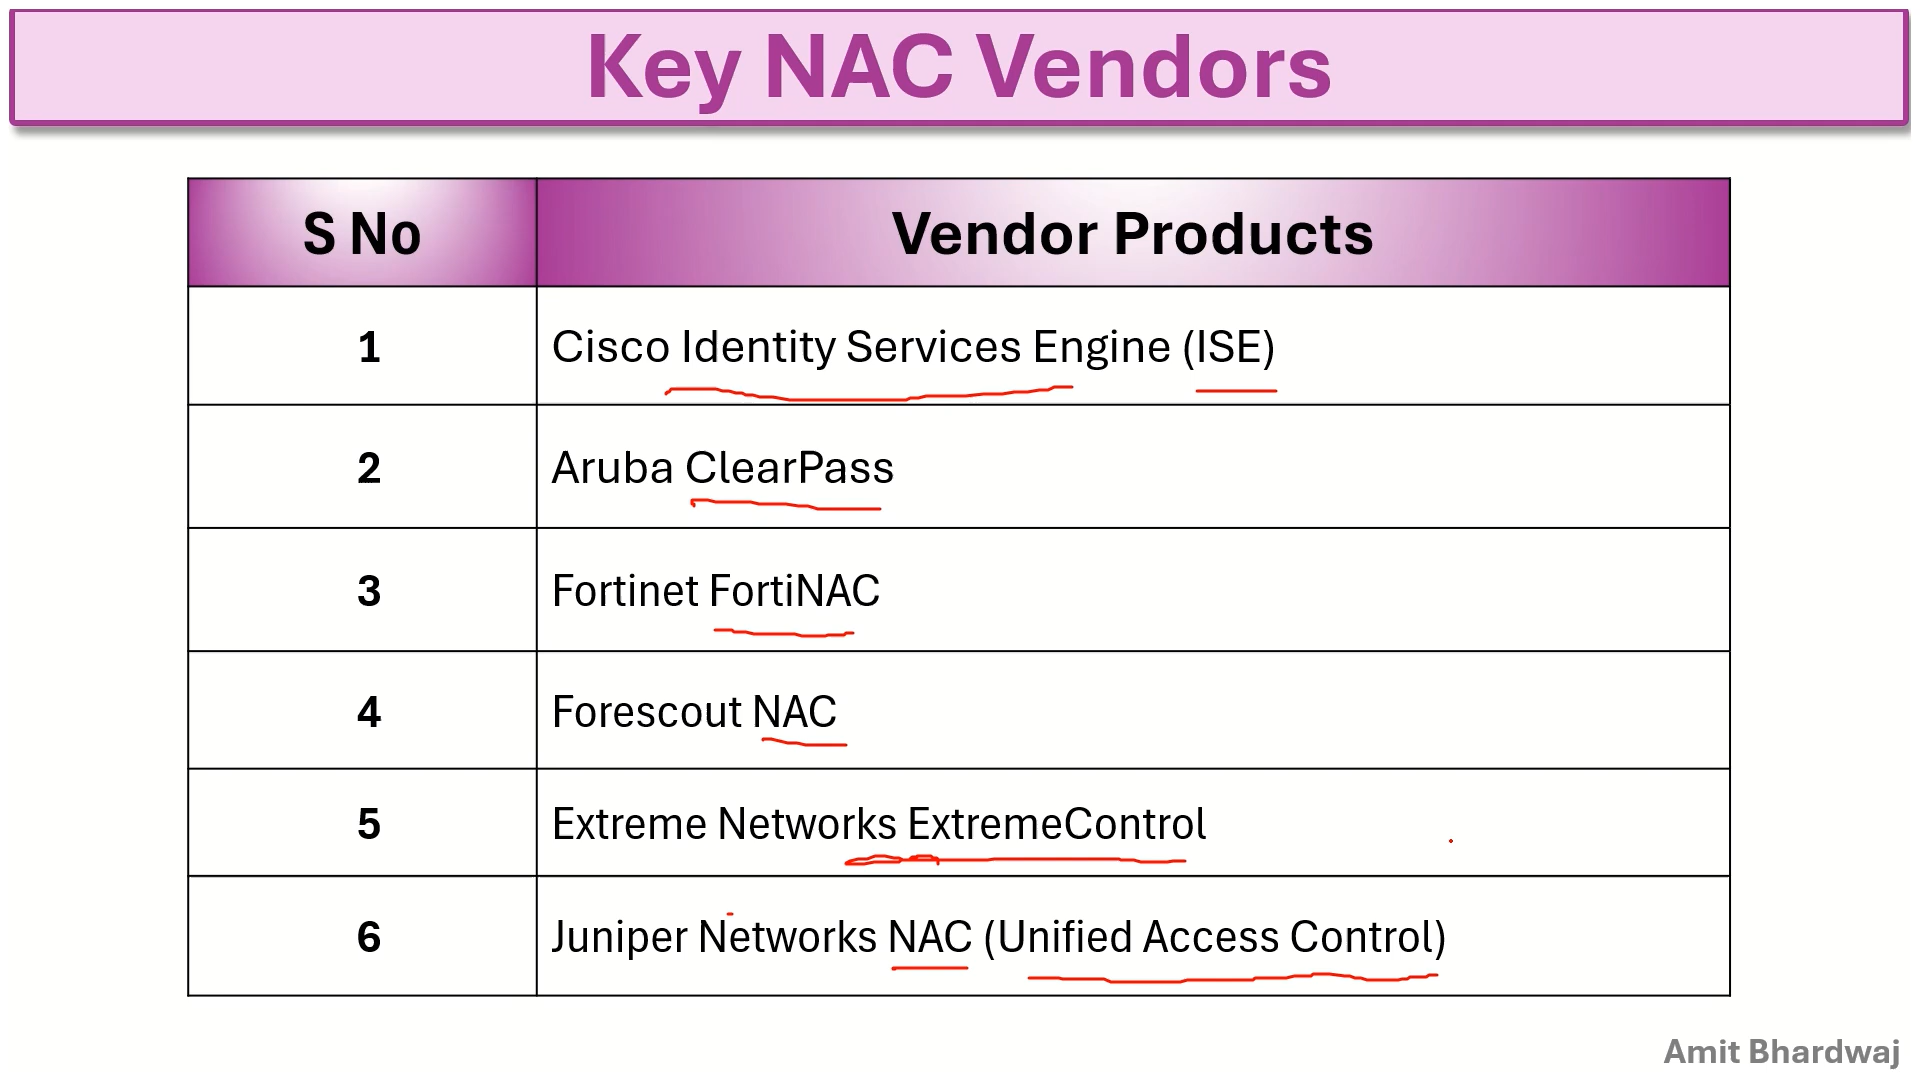 Key NAC Vendors
S No Vendor Products
1 Cisco Identity Services Engine (ISE)
2 Aruba ClearPass
3 Fortinet FortiNAC
4 Forescout NAC
5 Extreme Networks ExtremeControl
6 Juniper Networks NAC (Unified Access Control)
Amit Bhardwaj